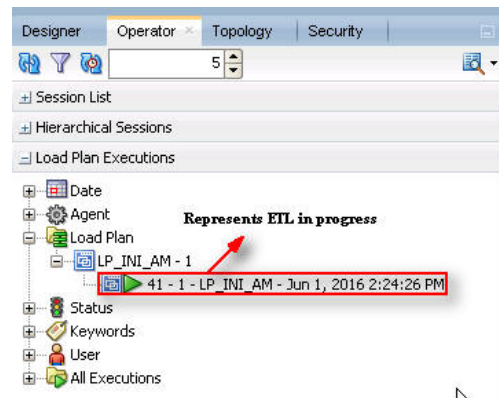 Designer Operator Topology Security
5
Session List
Hierarchical Sessions
Load Plan Executions
Date
Agent
Represents ETL in progress
Load Plan
LP_INI_AM - 1
41 - 1 - LP_INI_AM - Jun 1, 2016 2:24:26 PM
Status
Keywords
User
All Executions